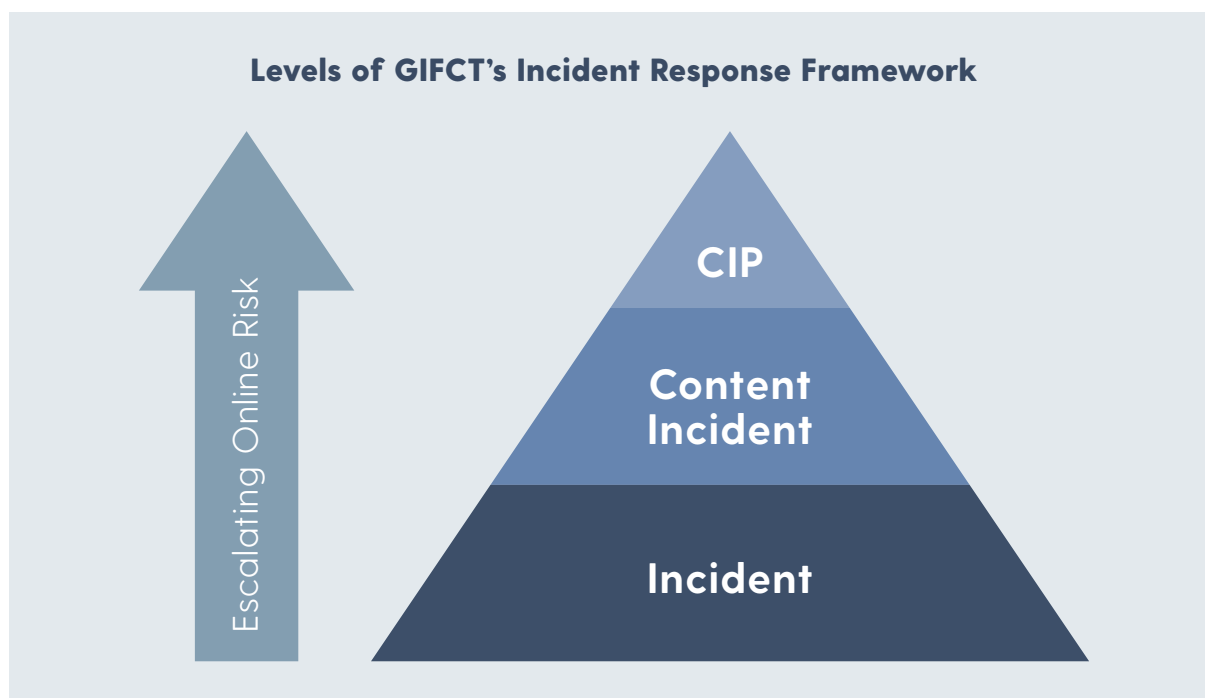 Levels of GIFCT’s Incident Response Framework
Escalating Online Risk
CIP
Content
Incident
Incident